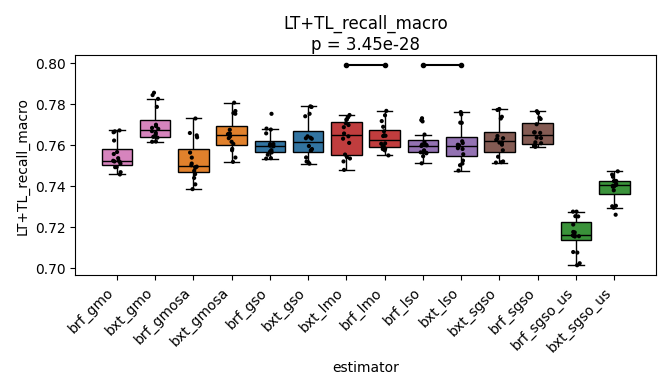 LT+TL_recall_macro
p = 3.45e-28
LT+TL_recall_macro
0.80
0.78
0.76
0.74
0.72
0.70
brf_gmo
bxt_gmo
brf_gmosa
bxt_gmosa
brf_gso
bxt_gso
bxt_lmo
brf_lmo
brf_lso
bxt_lso
bxt_sgso
brf_sgso
brf_sgso_us
bxt_sgso_us
estimator